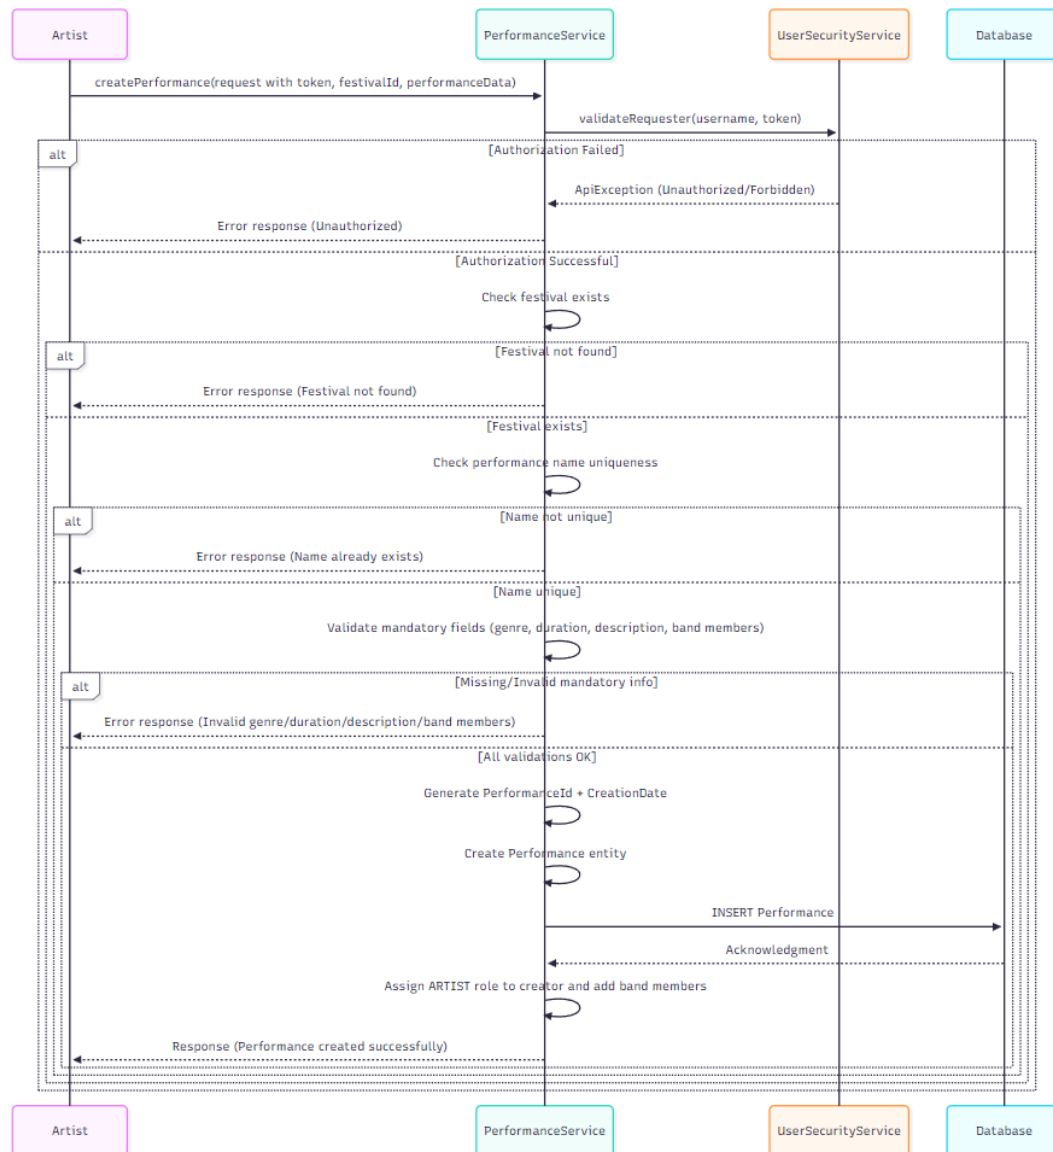 Artist
PerformanceService
UserSecurityService
Database
createPerformance(request with token, festivalId, performanceData)
validateRequester(username, token)
alt
[Authorization Failed]
ApiException (Unauthorized/Forbidden)
Error response (Unauthorized)
[Authorization Successful]
Check festival exists
alt
[Festival not found]
Error response (Festival not found)
[Festival exists]
Check performance name uniqueness
alt
[Name not unique]
Error response (Name already exists)
[Name unique]
Validate mandatory fields (genre, duration, description, band members)
alt
[Missing/Invalid mandatory info]
Error response (Invalid genre/duration/description/band members)
[All validations OK]
Generate PerformanceId + CreationDate
Create Performance entity
INSERT Performance
Acknowledgment
Assign ARTIST role to creator and add band members
Response (Performance created successfully)
Artist
PerformanceService
UserSecurityService
Database